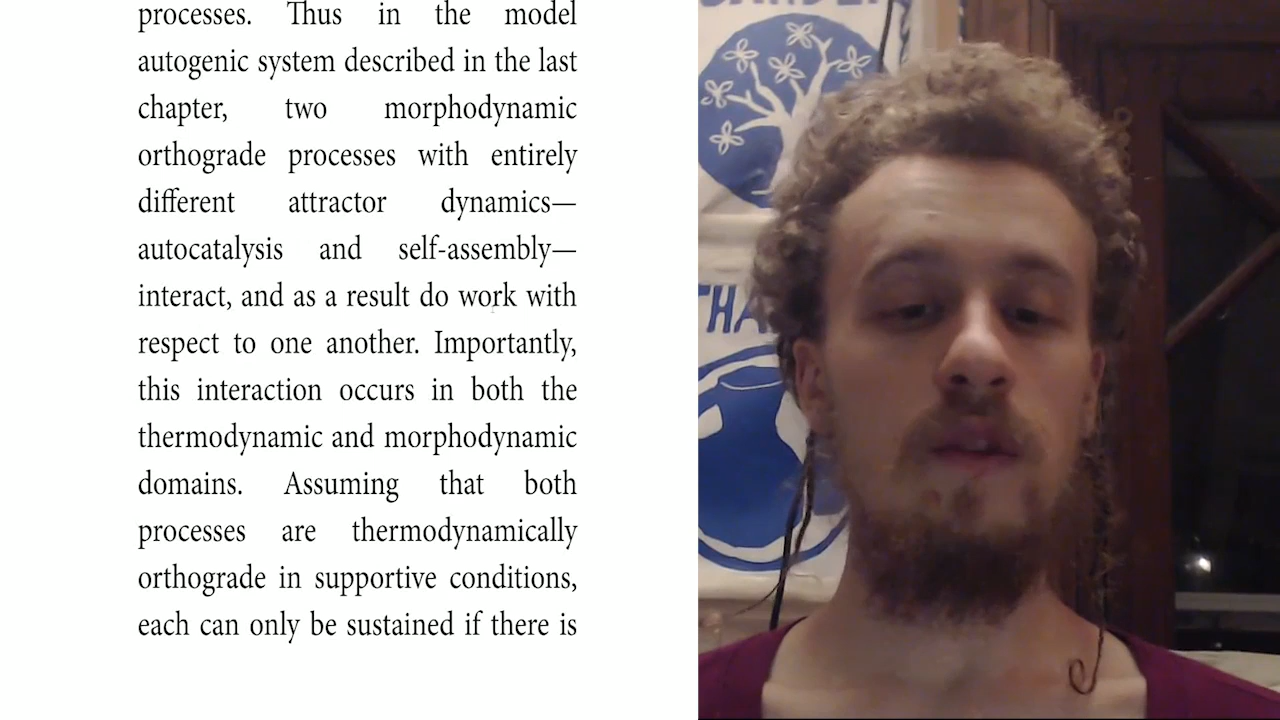 processes. Thus in the model
autogenic system described in the last
chapter, two morphodynamic
orthograde processes with entirely
different attractor dynamics—
autocatalysis and self-assembly—
interact, and as a result do work with
respect to one another. Importantly,
this interaction occurs in both the
thermodynamic and morphodynamic
domains. Assuming that both
processes are thermodynamically
orthograde in supportive conditions,
each can only be sustained if there is